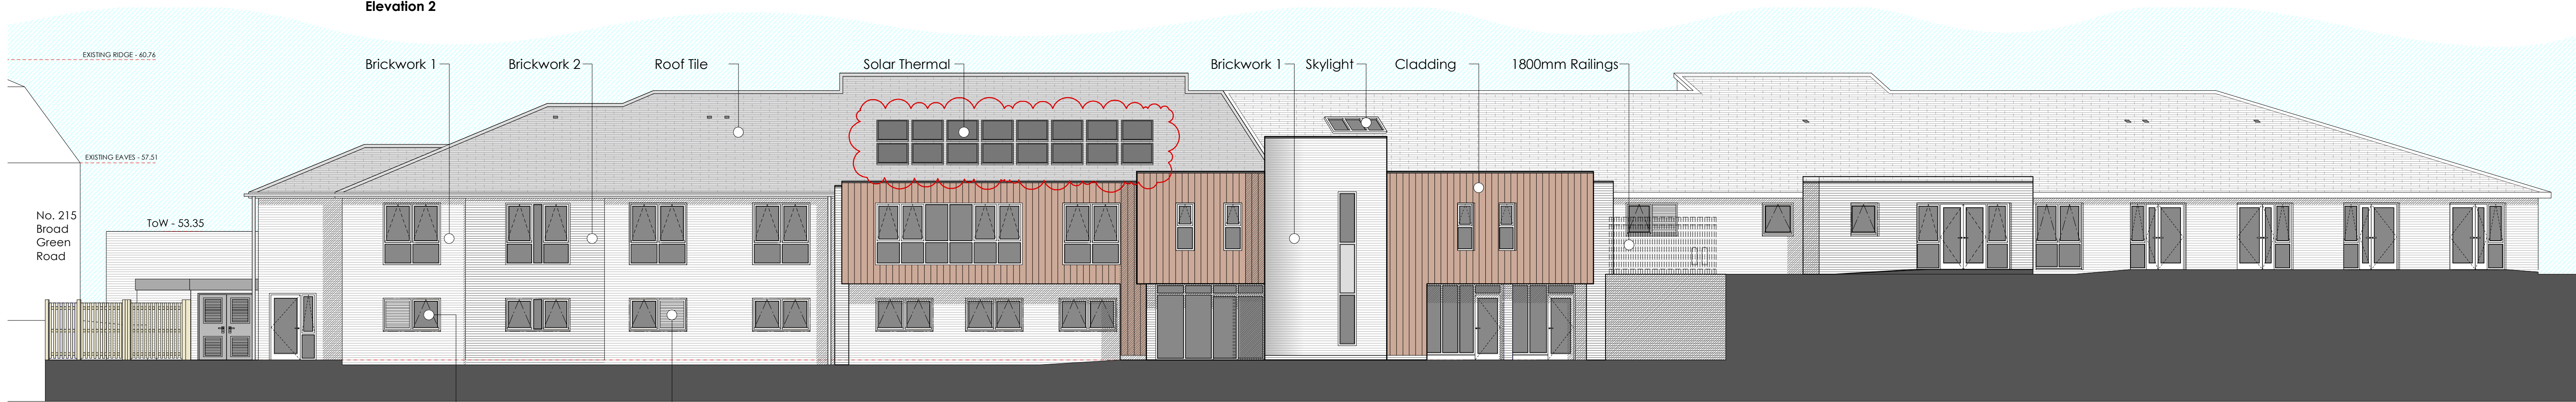 Elevation 2
EXISTING RIDGE - 60.76
Brickwork 1
Brickwork 2
Roof Tile
Solar Thermal
Brickwork 1
Skylight
Cladding
1800mm Railings
EXISTING EAVES - 57.51
No. 215
Broad
Green
Road
ToW - 53.35